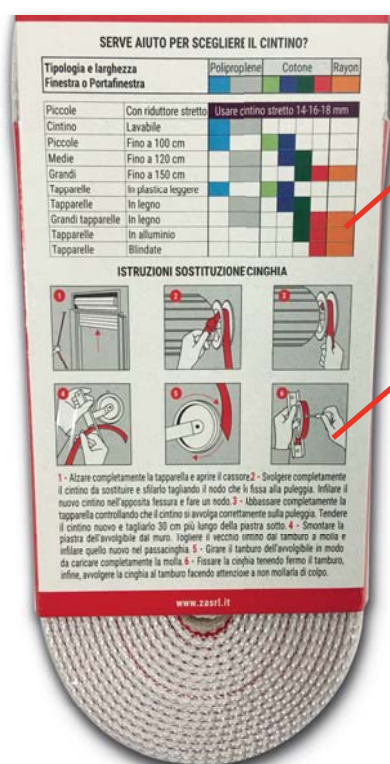 SERVE AIUTO PER SCEGLIERE IL CINTINO?
Tipologia e larghezza
Finestra o Portafinestra
Poliproplene Cotone Rayon
Piccole Con riduttore stretto Usare cintino stretto 14-16-18 mm
Cintino Lavabile
Piccole Fino a 100 cm
Medie Fino a 120 cm
Grandi Fino a 150 cm
Tapparelle In plastica leggere
Tapparelle In legno
Grandi tapparelle In legno
Tapparelle In alluminio
Tapparelle Blindate
ISTRUZIONI SOSTITUZIONE CINGHIA
1 2 3
4 5 6
1 - Alzare completamente la tapparella e aprire il cassone. 2 - Svolgere completamente
il cintino da sostituire e sfilarlo tagliando il nodo che lo fissa alla puleggia. Infilare il
nuovo cintino nell'apposita fessura e fare un nodo. 3 - Abbassare completamente la
tapparella controllando che il cintino si avvolga correttamente sulla puleggia. Tendere
il cintino nuovo e tagliarlo 30 cm più lungo della piastra sotto. 4 - Smontare la
piastra dell'avvolgibile dal muro. Togliere il vecchio cintino dal tamburo a molla e
infilare quello nuovo nel passacinghia. 5 - Girare il tamburo dell'avvolgibile in modo
da caricare completamente la molla. 6 - Fissare la cinghia tenendo fermo il tamburo,
infine, avvolgere la cinghia al tamburo facendo attenzione a non mollarla di colpo.
www.zasrl.it